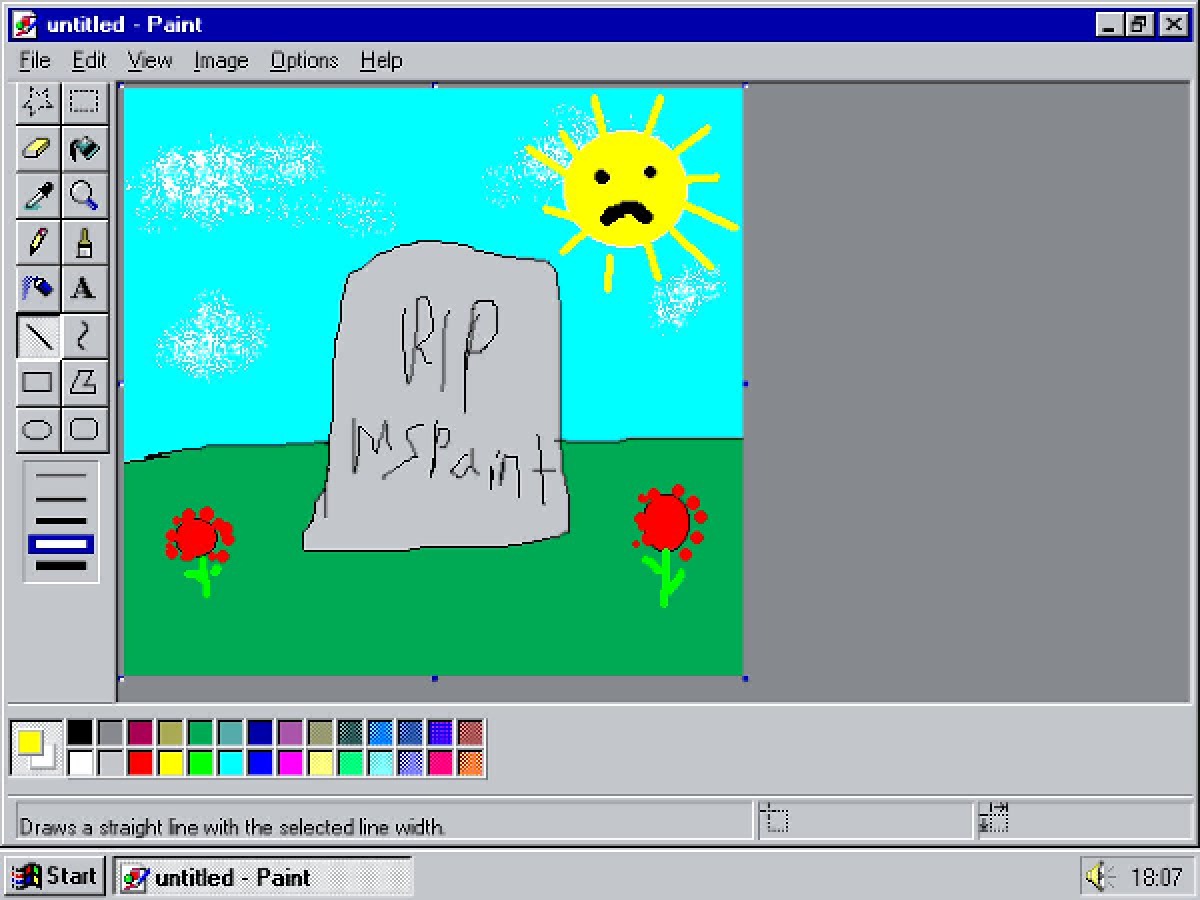 untitled - Paint
File Edit View Image Options Help
RIP
MSPaint
Draws a straight line with the selected line width.
Start untitled - Paint 18:07